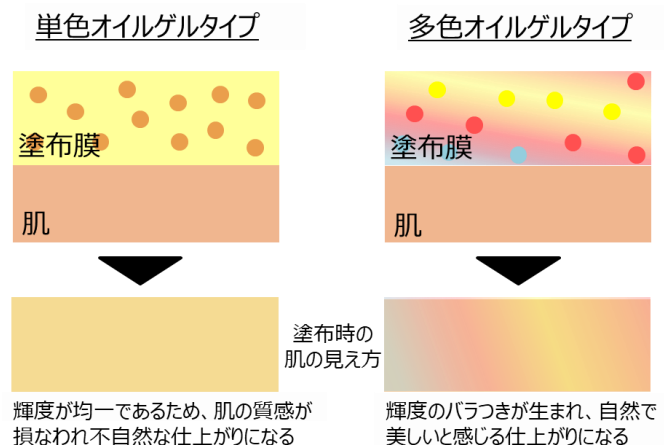 単色オイルゲルタイプ
多色オイルゲルタイプ
塗布膜
肌
塗布膜
肌
塗布時の
肌の見え方
輝度が均一であるため、肌の質感が
損なわれ不自然な仕上がりになる
輝度のバラつきが生まれ、自然で
美しいと感じる仕上がりになる